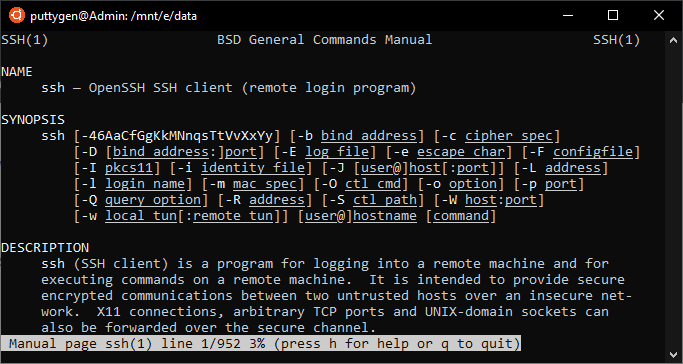 puttygen@Admin: /mnt/e/data
SSH(1) BSD General Commands Manual SSH(1)
NAME
ssh — OpenSSH SSH client (remote login program)
SYNOPSIS
ssh [-46AaCfGgKkMNnqsTtVvXxYy] [-b bind_address] [-c cipher_spec]
[-D [bind_address:]port] [-E log_file] [-e escape_char] [-F configfile]
[-I pkcs11] [-i identity_file] [-J [user@]host[:port]] [-L address]
[-l login_name] [-m mac_spec] [-O ctl_cmd] [-o option] [-p port]
[-Q query_option] [-R address] [-S ctl_path] [-W host:port]
[-w local_tun[:remote_tun]] [user@]hostname [command]
DESCRIPTION
ssh (SSH client) is a program for logging into a remote machine and for
executing commands on a remote machine. It is intended to provide secure
encrypted communications between two untrusted hosts over an insecure net-
work. X11 connections, arbitrary TCP ports and UNIX-domain sockets can
also be forwarded over the secure channel.
Manual page ssh(1) line 1/952 3% (press h for help or q to quit)